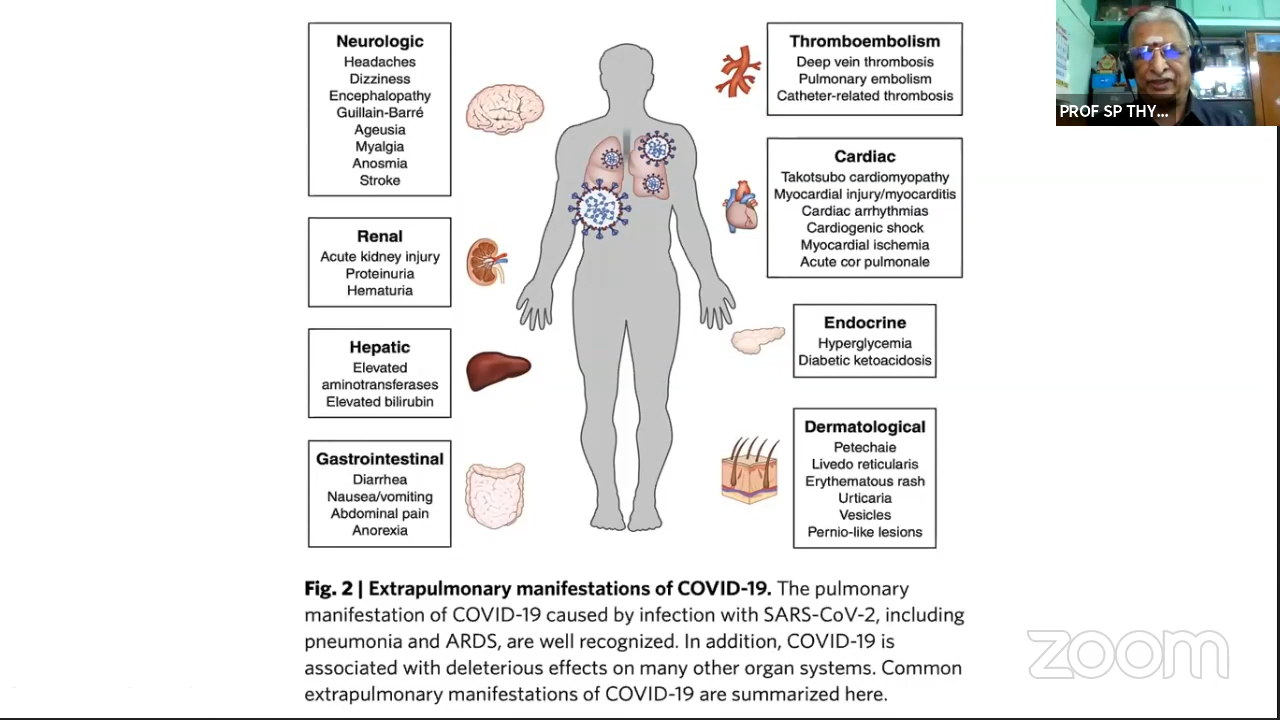 Neurologic
Headaches
Dizziness
Encephalopathy
Guillain-Barré
Ageusia
Myalgia
Anosmia
Stroke
Renal
Acute kidney injury
Proteinuria
Hematuria
Hepatic
Elevated
aminotransferases
Elevated bilirubin
Gastrointestinal
Diarrhea
Nausea/vomiting
Abdominal pain
Anorexia
Thromboembolism
Deep vein thrombosis
Pulmonary embolism
Catheter-related thrombosis
Cardiac
Takotsubo cardiomyopathy
Myocardial injury/myocarditis
Cardiac arrhythmias
Cardiogenic shock
Myocardial ischemia
Acute cor pulmonale
Endocrine
Hyperglycemia
Diabetic ketoacidosis
Dermatological
Petechaie
Livedo reticularis
Erythematous rash
Urticaria
Vesicles
Pernio-like lesions
Fig. 2 | Extrapulmonary manifestations of COVID-19. The pulmonary
manifestation of COVID-19 caused by infection with SARS-CoV-2, including
pneumonia and ARDS, are well recognized. In addition, COVID-19 is
associated with deleterious effects on many other organ systems. Common
extrapulmonary manifestations of COVID-19 are summarized here.
PROF SP THY...
zoom